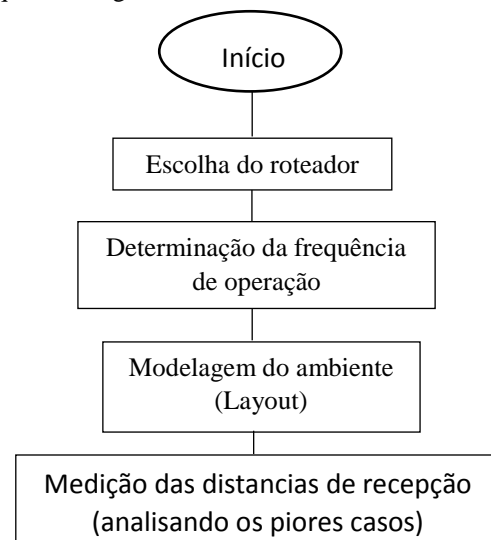 Início
Escolha do roteador
Determinação da frequência
de operação
Modelagem do ambiente
(Layout)
Medição das distancias de recepção
(analisando os piores casos)